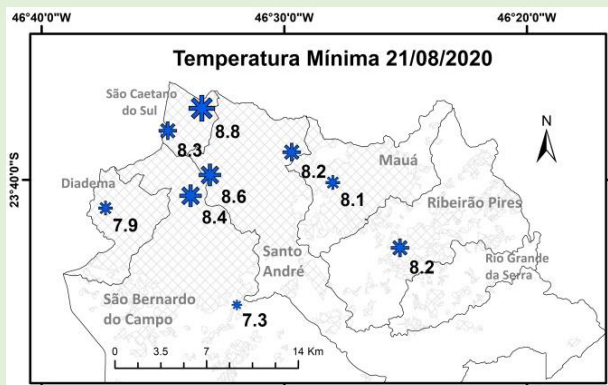 46°40'0"W
46°30'0"W
46°20'0"W
Temperatura Mínima 21/08/2020
São Caetano
do Sul
8.8
8.3
N
Mauá
8.2
23°40'0"S
Diadema
8.6
8.1
8.4
Ribeirão Pires
7.9
Santo
André
8.2
Rio Grande
da Serra
São Bernardo
do Campo
7.3
0 3.5 7 14 Km